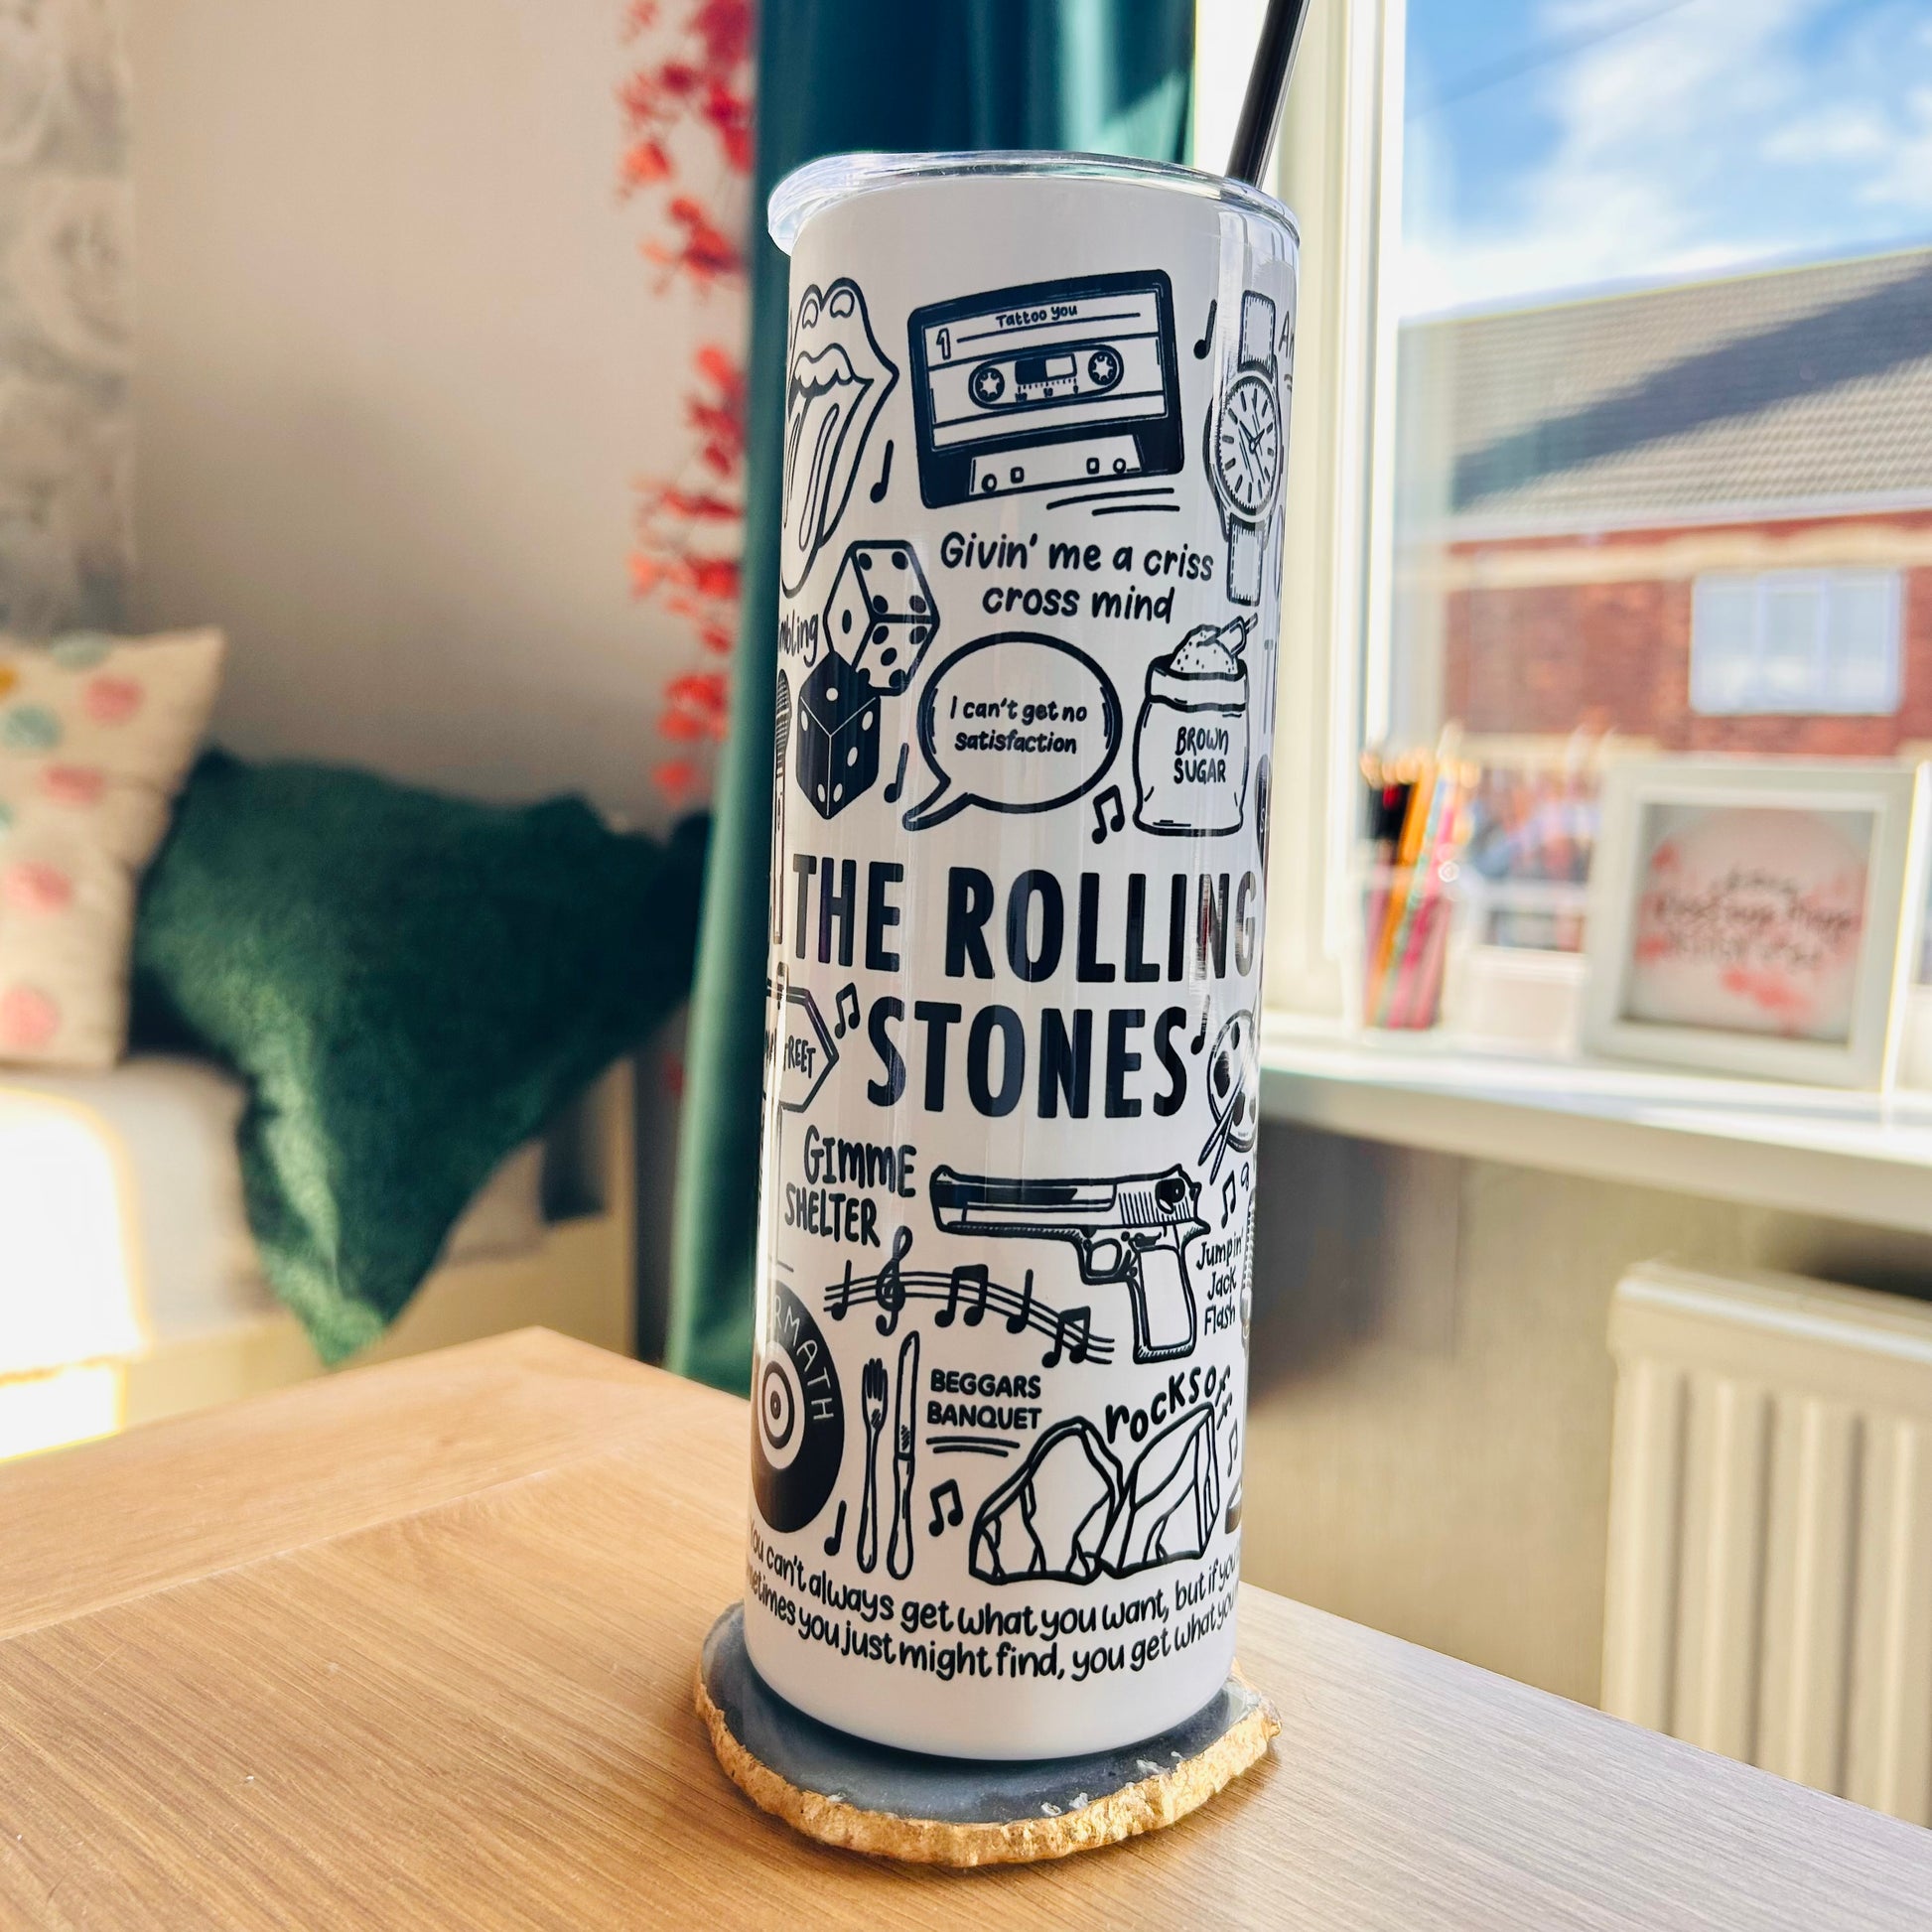 Tattoo You
1
Givin' me a criss
cross mind
I can't get no
satisfaction
BROWN
SUGAR
THE ROLLING
STONES
GIMME
SHELTER
Jumpin'
Jack
Flash
BEGGARS
BANQUET
rocks off
You can't always get what you want, but if you
you just might find, you get what you